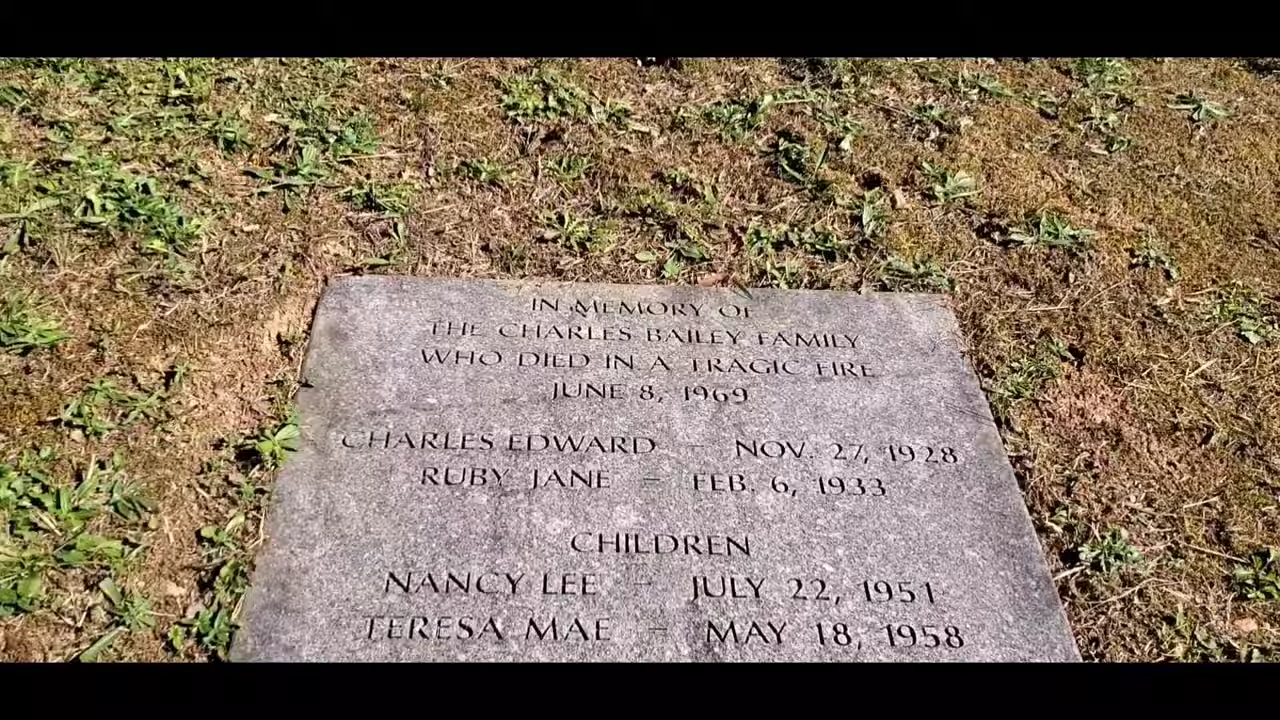 IN MEMORY OF
THE CHARLES BAILEY FAMILY
WHO DIED IN A TRAGIC FIRE
JUNE 8, 1969
CHARLES EDWARD – NOV. 27, 1928
RUBY JANE – FEB. 6, 1933
CHILDREN
NANCY LEE – JULY 22, 1951
TERESA MAE – MAY 18, 1958